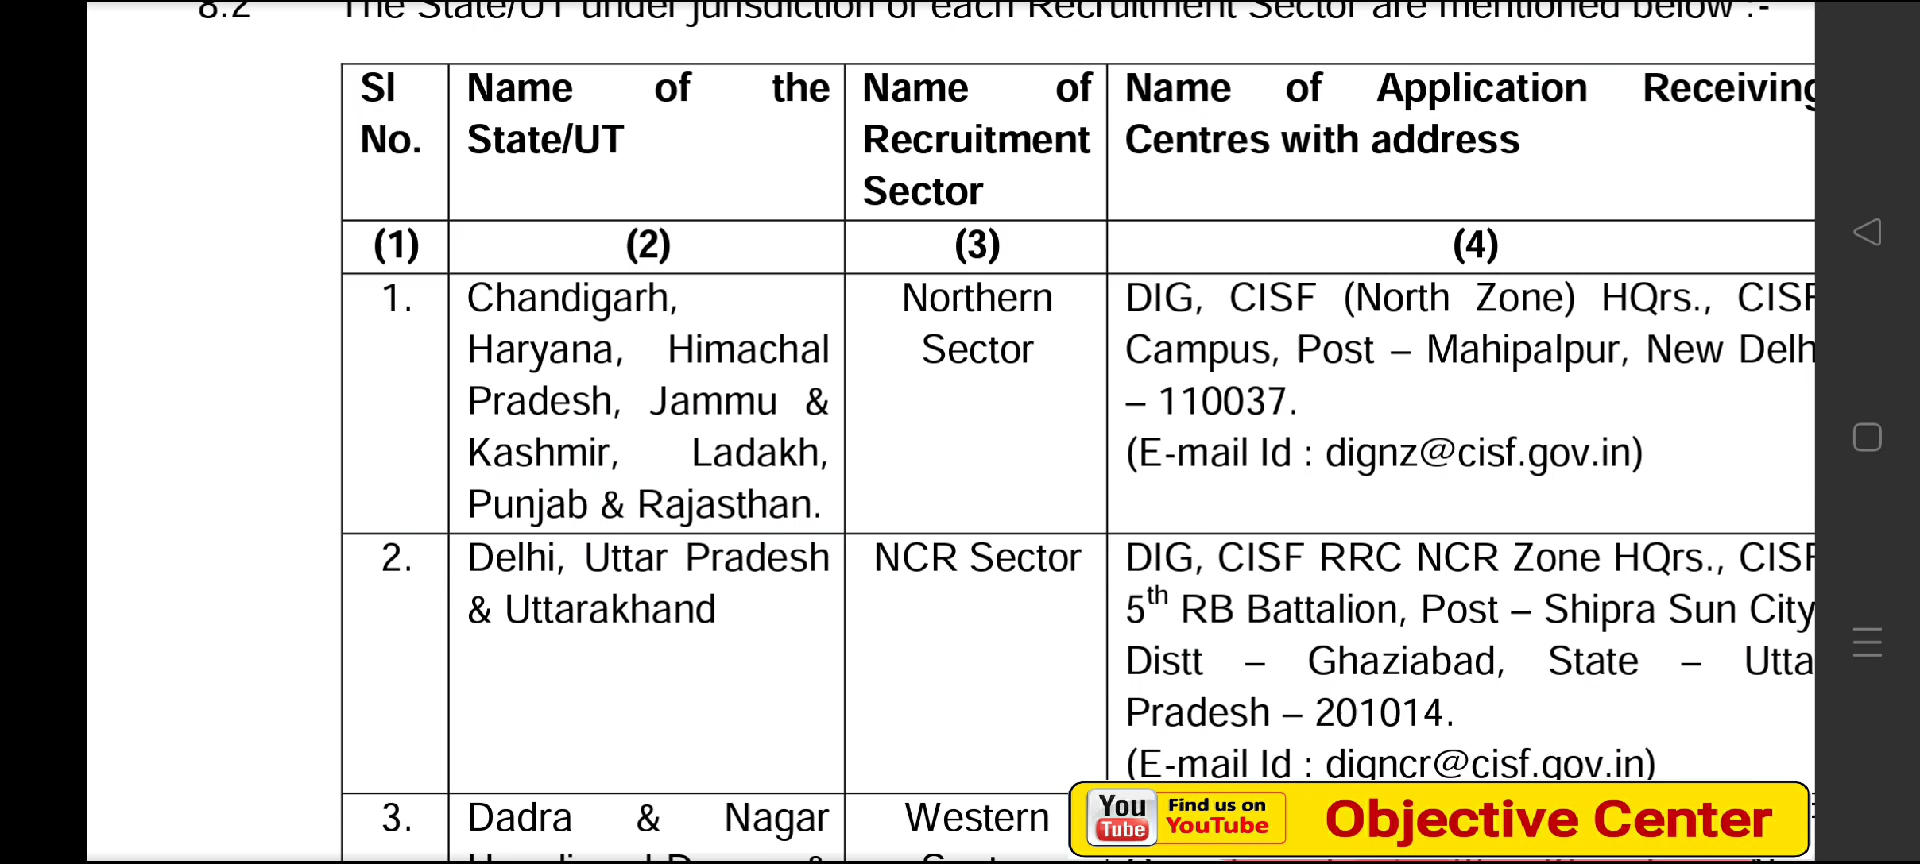 8.2 The State/UT under jurisdiction of each Recruitment Sector are mentioned below :-
Sl No.
Name of the State/UT
Name of Recruitment Sector
Name of Application Receiving Centres with address
(1) (2) (3) (4)
1.
Chandigarh,
Haryana, Himachal
Pradesh, Jammu &
Kashmir, Ladakh,
Punjab & Rajasthan.
Northern
Sector
DIG, CISF (North Zone) HQrs., CISF
Campus, Post – Mahipalpur, New Delh
– 110037.
(E-mail Id : dignz@cisf.gov.in)
2.
Delhi, Uttar Pradesh
& Uttarakhand
NCR Sector
DIG, CISF RRC NCR Zone HQrs., CISF
5th RB Battalion, Post – Shipra Sun City
Distt – Ghaziabad, State – Utta
Pradesh – 201014.
(E-mail Id : digncr@cisf.gov.in)
3.
Dadra & Nagar
Western
You Tube
Find us on
YouTube
Objective Center